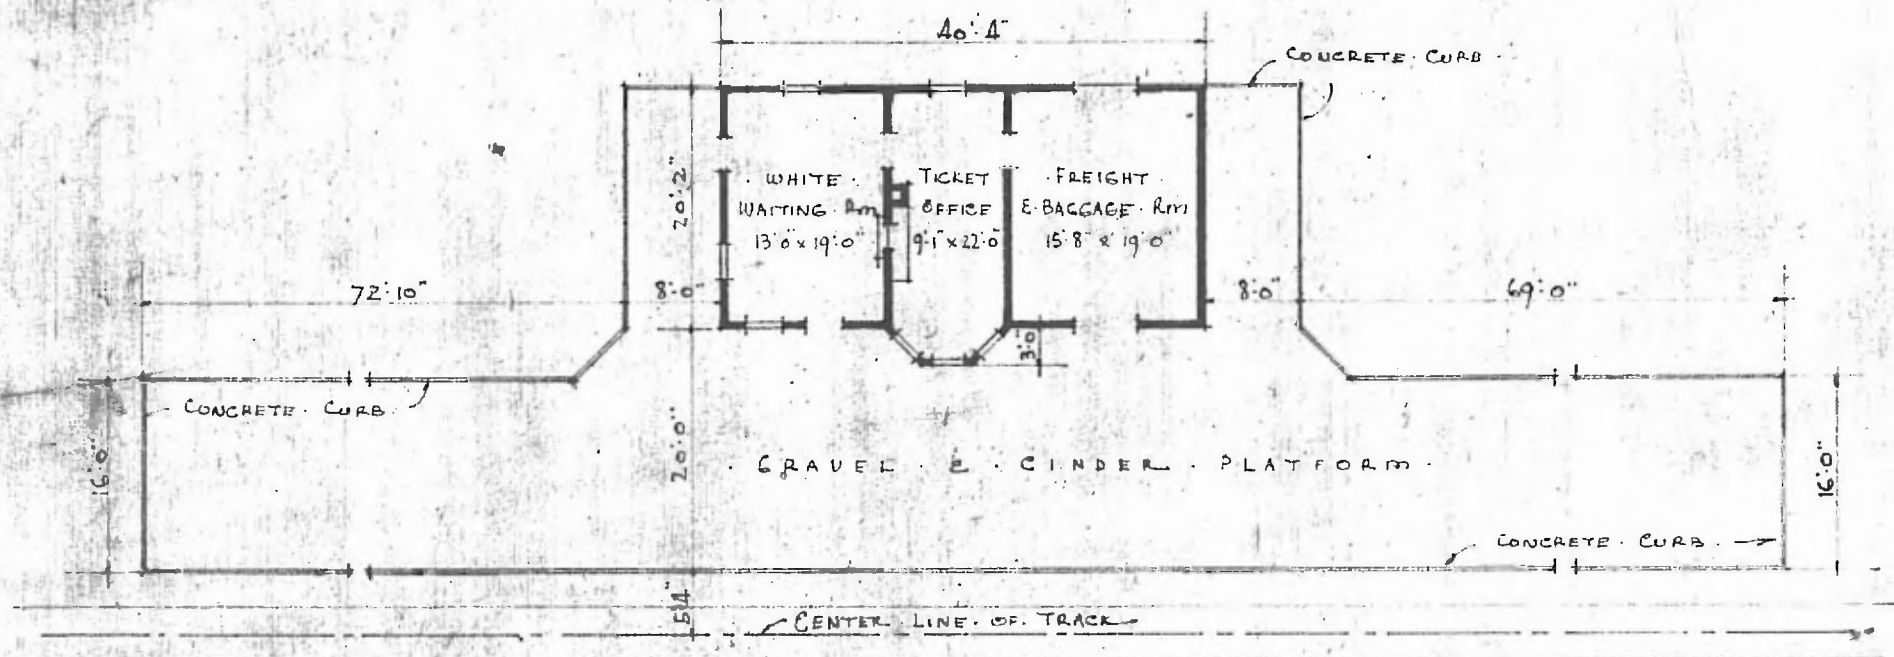 40'-4"
CONCRETE · CURB ·
20'-2"
· WHITE ·
WAITING · Rm
13'0" x 19'-0"
TICKET
OFFICE
9'-1" x 22'-0"
· FREIGHT ·
& · BAGGAGE · Rm
15'-8" x 19'-0"
72'-10"
8'-0"
8'-0"
69'-0"
3'-0"
CONCRETE · CURB ·
16'-0"
20'-0"
· GRAVEL · & · CINDER · PLATFORM ·
16'-0"
CONCRETE · CURB ·
5'-4"
CENTER · LINE · OF · TRACK